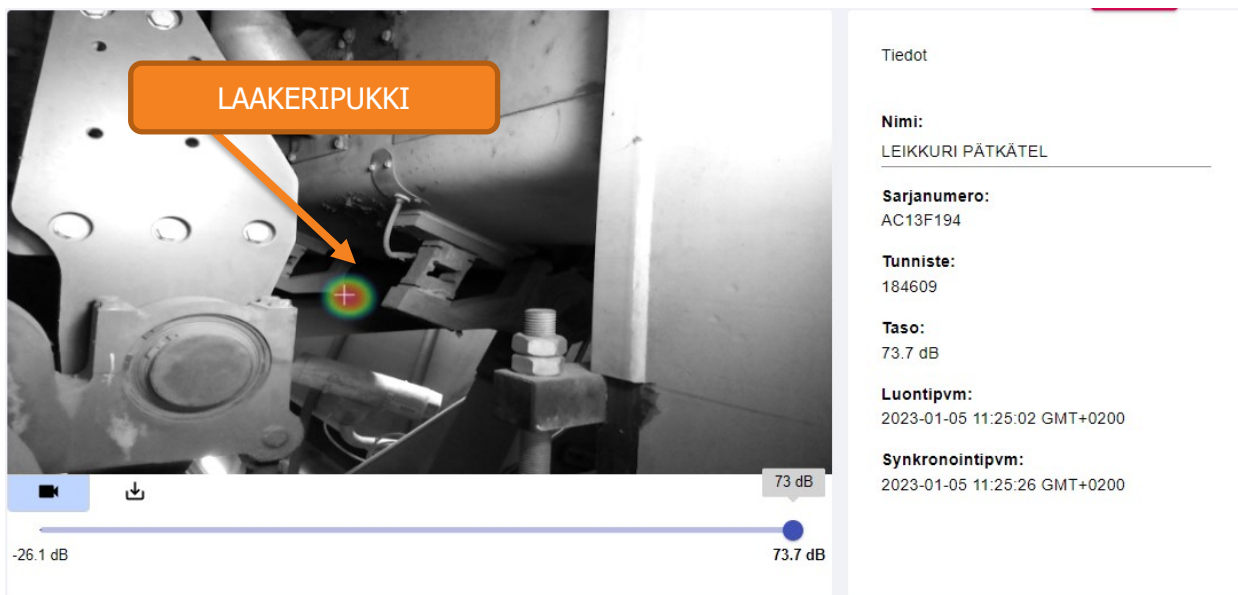 LAAKERIPUKKI
73 dB
-26.1 dB
73.7 dB
Tiedot
Nimi:
LEIKKURI PÄTKÄTEL
Sarjanumero:
AC13F194
Tunniste:
184609
Taso:
73.7 dB
Luontipvm:
2023-01-05 11:25:02 GMT+0200
Synkronointipvm:
2023-01-05 11:25:26 GMT+0200